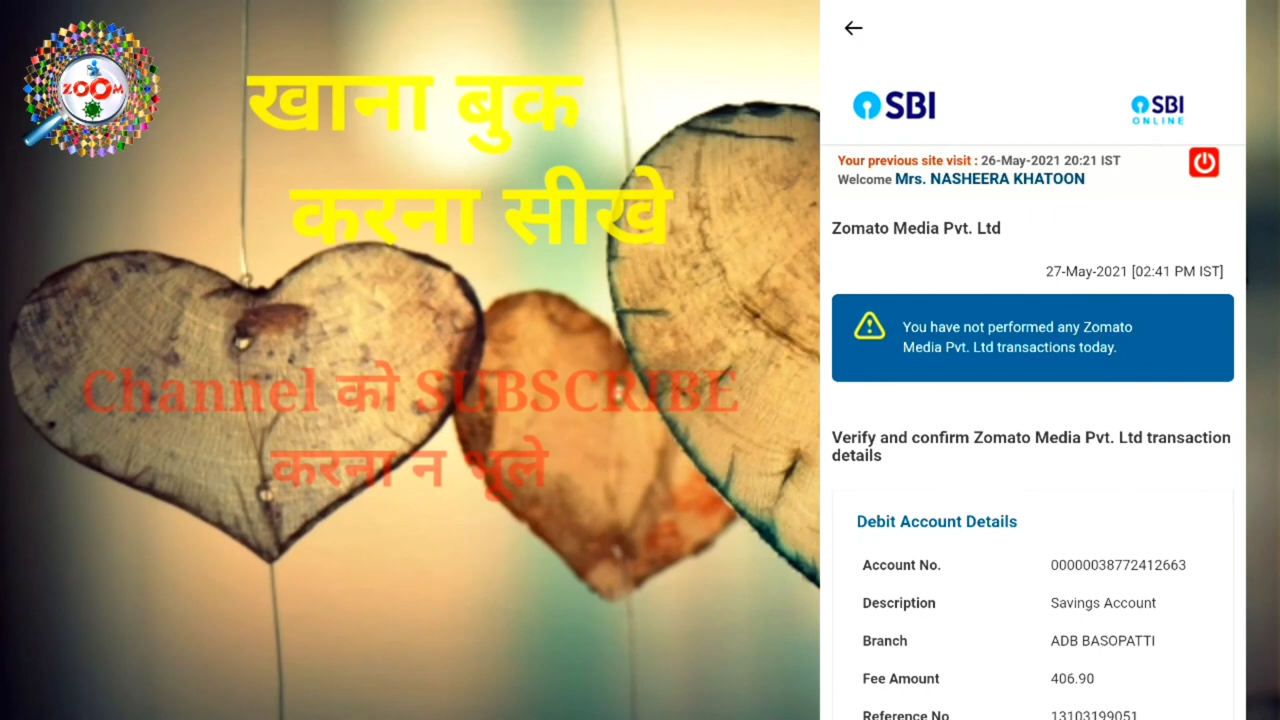 ZOOM
खाना बुक
करना सीखे
Channel को SUBSCRIBE
करना न भूले
SBI
SBI
ONLINE
Your previous site visit : 26-May-2021 20:21 IST
Welcome Mrs. NASHEERA KHATOON
Zomato Media Pvt. Ltd
27-May-2021 [02:41 PM IST]
You have not performed any Zomato
Media Pvt. Ltd transactions today.
Verify and confirm Zomato Media Pvt. Ltd transaction
details
Debit Account Details
Account No. 00000038772412663
Description Savings Account
Branch ADB BASOPATTI
Fee Amount 406.90
Reference No 13103199051